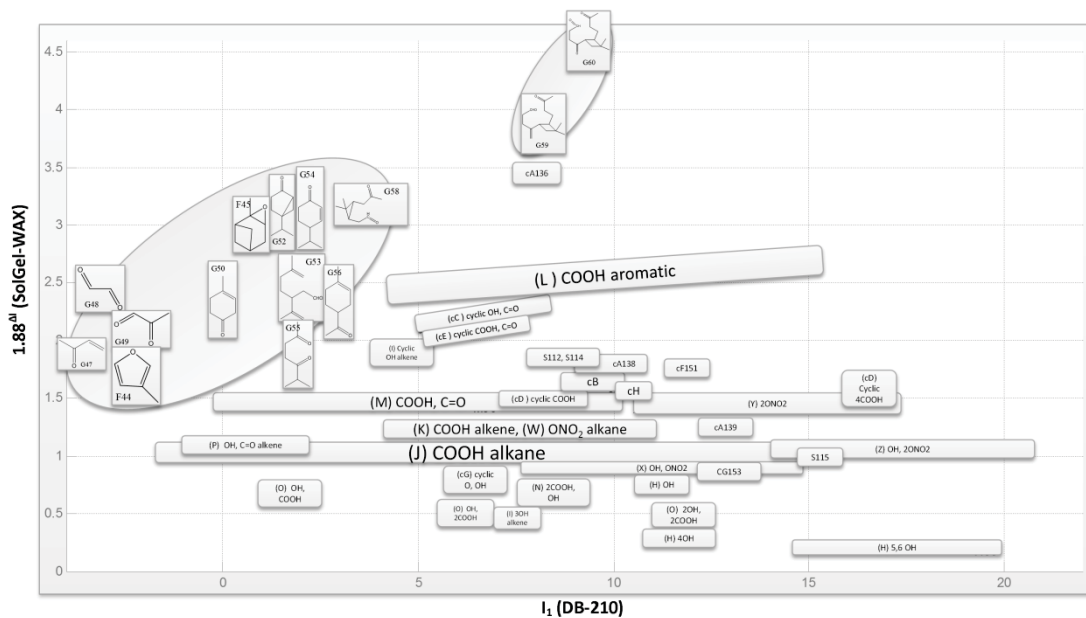 4.5
4
3.5
3
2.5
2
1.5
1
0.5
0
0
5
10
15
20
1.88^ΔI (SolGel-WAX)
I₁ (DB-210)
G60
CHO
G59
cA136
G54
F45
G52
G58
G50
G53
CHO
G56
G48
G49
G47
F44
G55
(L ) COOH aromatic
(cC ) cyclic OH, C=O
(cE ) cyclic COOH, C=O
(I) Cyclic
OH alkene
S112, S114
cA138
cF151
cB
cH
(cD)
Cyclic
4COOH
(M) COOH, C=O
(cD ) cyclic COOH
(Y) 2ONO2
(K) COOH alkene, (W) ONO₂ alkane
cA139
(P) OH, C=O alkene
(J) COOH alkane
(Z) OH, 2ONO2
S115
(X) OH, ONO2
CG153
(O) OH,
COOH
(cG) cyclic
O, OH
(N) 2COOH,
OH
(H) OH
(O) OH,
2COOH
(I) 3OH
alkene
(O) 2OH,
2COOH
(H) 4OH
(H) 5,6 OH